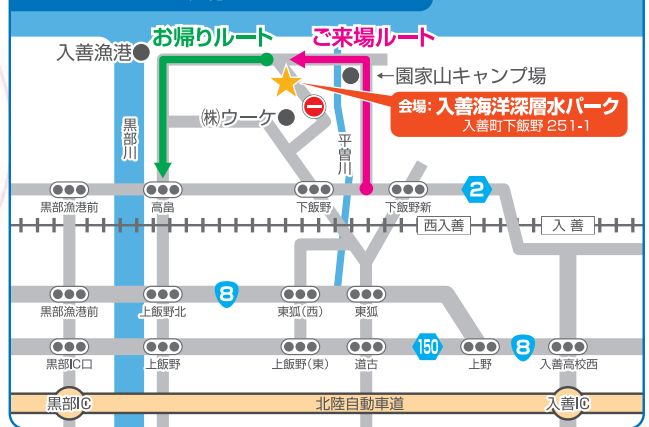 お帰りルート
ご来場ルート
入善漁港
←園家山キャンプ場
会場：入善海洋深層水パーク
入善町下飯野 251-1
㈱ウーケ
黒部川
平曽川
黒部漁港前
高畠
下飯野
下飯野新
2
西入善
入 善
8
黒部漁港前
上飯野北
東狐(西)
東狐
黒部IC口
上飯野
上飯野(東)
道古
150
上野
8
入善高校西
黒部IC
北陸自動車道
入善IC